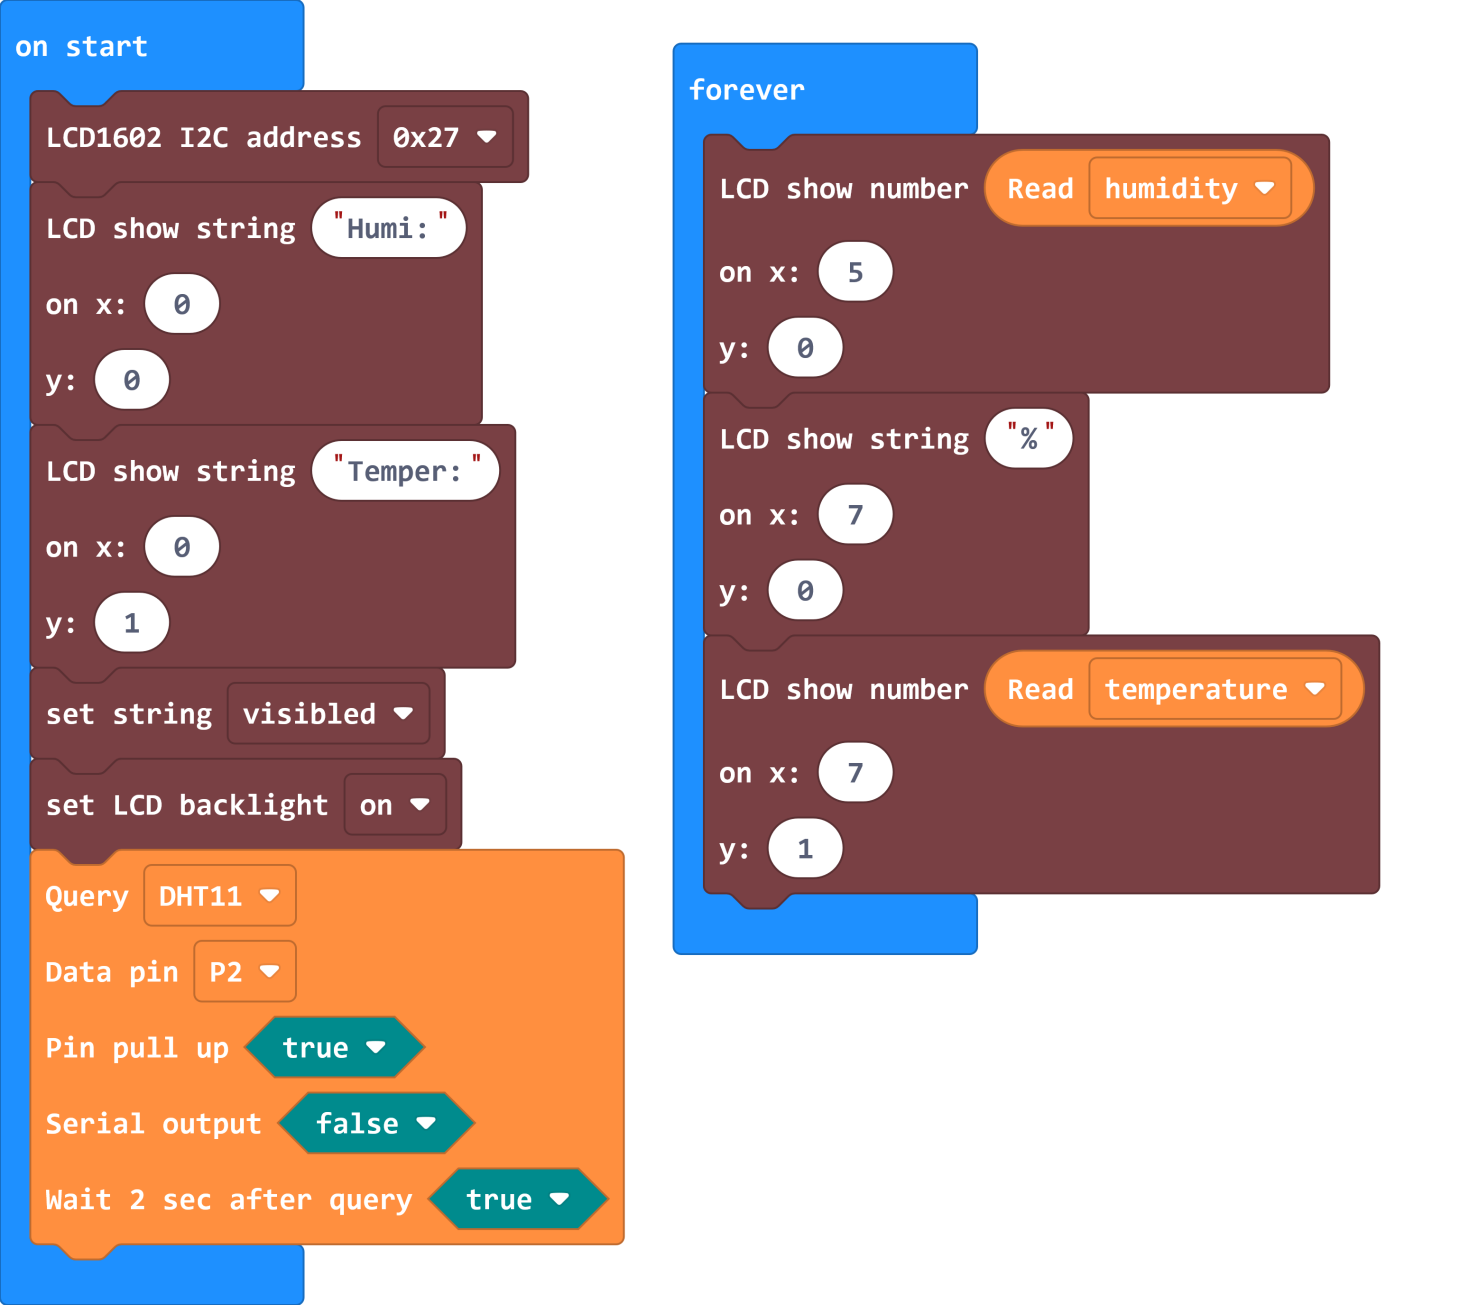 on start
LCD1602 I2C address 0x27
LCD show string "Humi:"
on x: 0
y: 0
LCD show string "Temper:"
on x: 0
y: 1
set string visibled
set LCD backlight on
Query DHT11
Data pin P2
Pin pull up true
Serial output false
Wait 2 sec after query true
forever
LCD show number Read humidity
on x: 5
y: 0
LCD show string "%"
on x: 7
y: 0
LCD show number Read temperature
on x: 7
y: 1